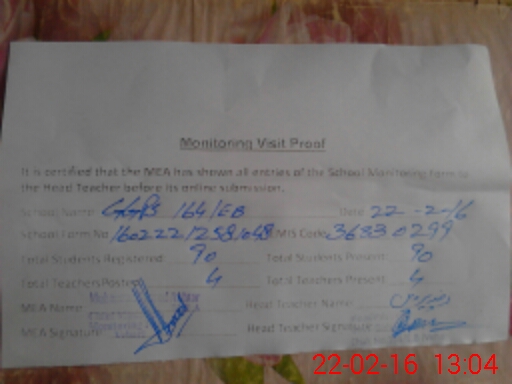 Monitoring Visit Proof
It is certified that the MEA has shown all entries of the School Monitoring Form to
the Head Teacher before its online submission.
School Name GGPS 164/EB Date 22-2-16
School Form No. EMIS Code 36330299
Total Students Registered: 90 Total Students Present: 90
Total Teachers Posted: 4 Total Teachers Present: 4
MEA Name Head Teacher Name
MEA Signature Head Teacher Signature
22-02-16 13:04